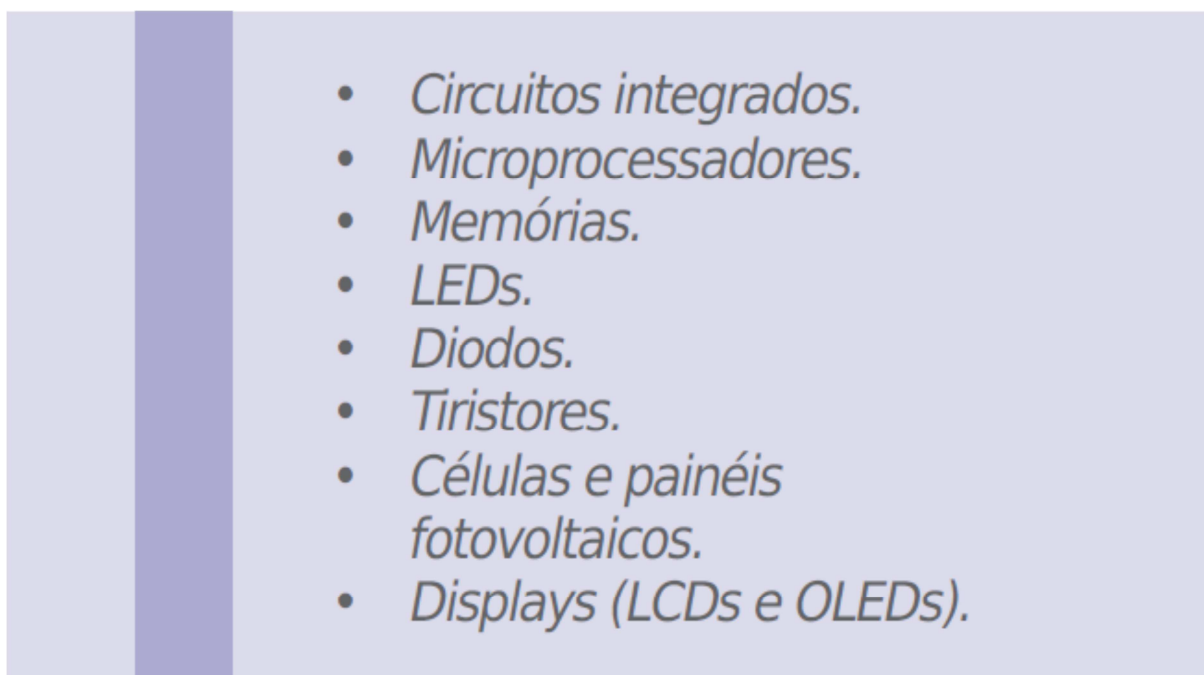 • Circuitos integrados.
• Microprocessadores.
• Memórias.
• LEDs.
• Diodos.
• Tiristores.
• Células e painéis
fotovoltaicos.
• Displays (LCDs e OLEDs).